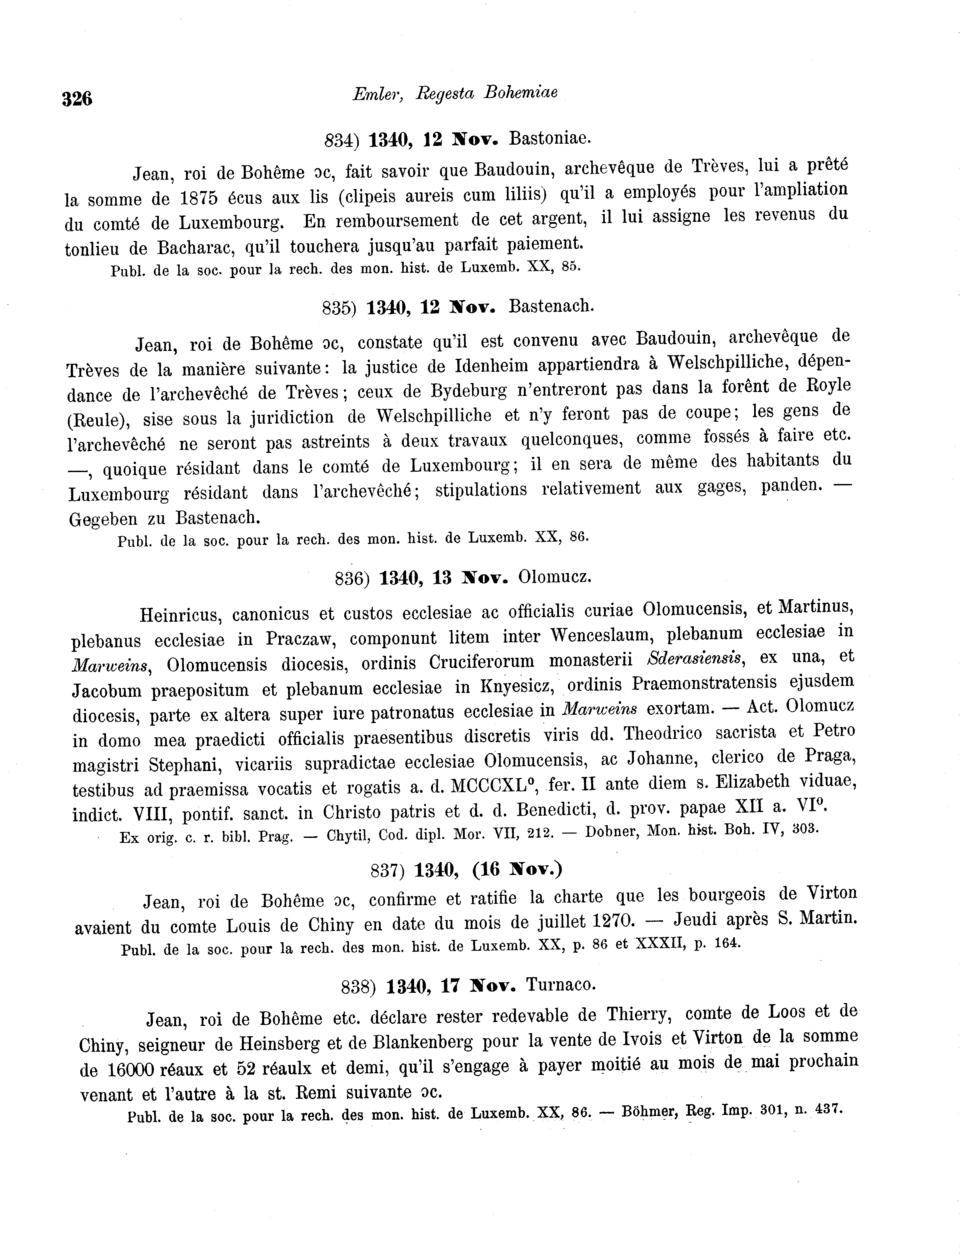 326
Emler, Regesta Bohemiae
834) 1340, 12 Nov. Bastoniae.
Jean, roi de Bohême ɔc, fait savoir que Baudouin, archevêque de Trèves, lui a prêté
la somme de 1875 écus aux lis (clipeis aureis cum liliis) qu'il a employés pour l'ampliation
du comté de Luxembourg. En remboursement de cet argent, il lui assigne les revenus du
tonlieu de Bacharac, qu'il touchera jusqu'au parfait paiement.
Publ. de la soc. pour la rech. des mon. hist. de Luxemb. XX, 85.
835) 1340, 12 Nov. Bastenach.
Jean, roi de Bohême ɔc, constate qu'il est convenu avec Baudouin, archevêque de
Trèves de la manière suivante: la justice de Idenheim appartiendra à Welschpilliche, dépen-
dance de l'archevêché de Trèves; ceux de Bydeburg n'entreront pas dans la forênt de Royle
(Reule), sise sous la juridiction de Welschpilliche et n'y feront pas de coupe; les gens de
l'archevêché ne seront pas astreints à deux travaux quelconques, comme fossés à faire etc.
—, quoique résidant dans le comté de Luxembourg; il en sera de même des habitants du
Luxembourg résidant dans l'archevêché; stipulations relativement aux gages, panden. —
Gegeben zu Bastenach.
Publ. de la soc. pour la rech. des mon. hist. de Luxemb. XX, 86.
836) 1340, 13 Nov. Olomucz.
Heinricus, canonicus et custos ecclesiae ac officialis curiae Olomucensis, et Martinus,
plebanus ecclesiae in Praczaw, componunt litem inter Wenceslaum, plebanum ecclesiae in
Marweins, Olomucensis diocesis, ordinis Cruciferorum monasterii Sderasiensis, ex una, et
Jacobum praepositum et plebanum ecclesiae in Knyesicz, ordinis Praemonstratensis ejusdem
diocesis, parte ex altera super iure patronatus ecclesiae in Marweins exortam. — Act. Olomucz
in domo mea praedicti officialis praesentibus discretis viris dd. Theodrico sacrista et Petro
magistri Stephani, vicariis supradictae ecclesiae Olomucensis, ac Johanne, clerico de Praga,
testibus ad praemissa vocatis et rogatis a. d. MCCCXL⁰, fer. II ante diem s. Elizabeth viduae,
indict. VIII, pontif. sanct. in Christo patris et d. d. Benedicti, d. prov. papae XII a. VI⁰.
Ex orig. c. r. bibl. Prag. — Chytil, Cod. dipl. Mor. VII, 212. — Dobner, Mon. hist. Boh. IV, 303.
837) 1340, (16 Nov.)
Jean, roi de Bohême ɔc, confirme et ratifie la charte que les bourgeois de Virton
avaient du comte Louis de Chiny en date du mois de juillet 1270. — Jeudi après S. Martin.
Publ. de la soc. pour la rech. des mon. hist. de Luxemb. XX, p. 86 et XXXII, p. 164.
838) 1340, 17 Nov. Turnaco.
Jean, roi de Bohême etc. déclare rester redevable de Thierry, comte de Loos et de
Chiny, seigneur de Heinsberg et de Blankenberg pour la vente de Ivois et Virton de la somme
de 16000 réaux et 52 réaulx et demi, qu'il s'engage à payer moitié au mois de mai prochain
venant et l'autre à la st. Remi suivante ɔc.
Publ. de la soc. pour la rech. des mon. hist. de Luxemb. XX, 86. — Böhmer, Reg. Imp. 301, n. 437.